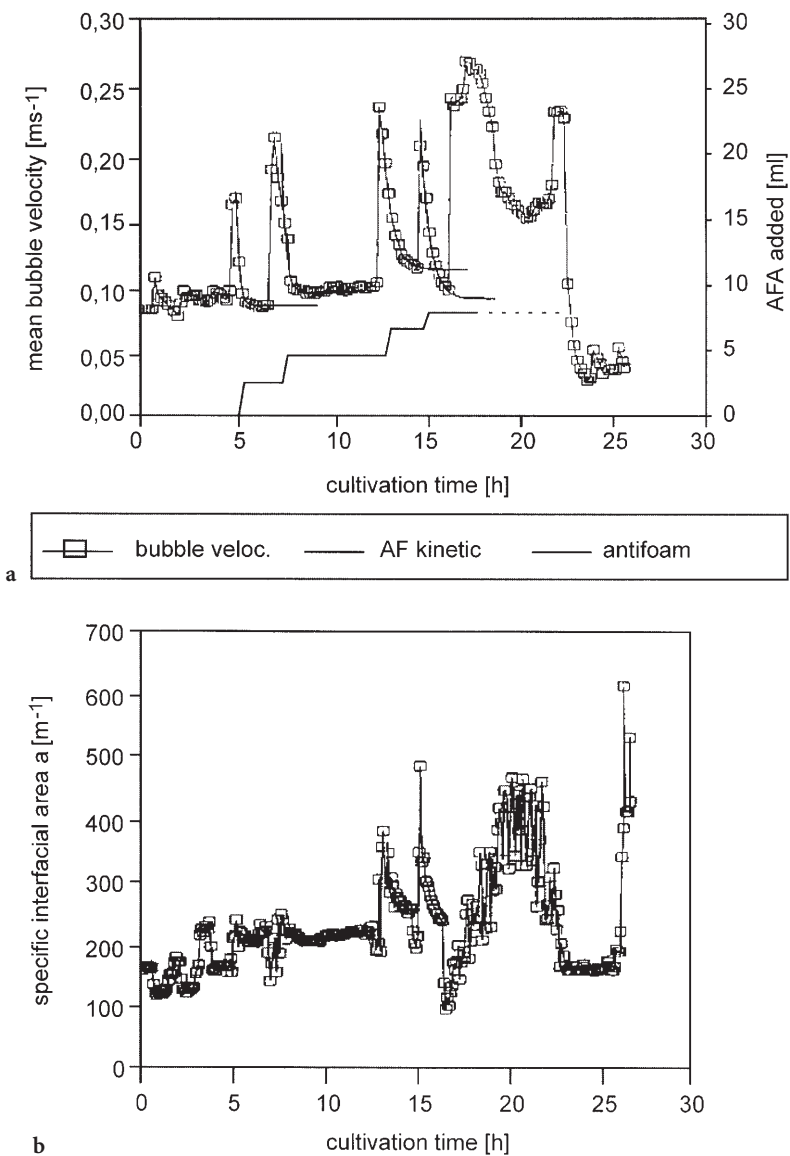 a
0,30
0,25
0,20
0,15
0,10
0,05
0,00
mean bubble velocity [ms-1]
30
25
20
15
10
5
0
AFA added [ml]
0 5 10 15 20 25 30
cultivation time [h]
bubble veloc. AF kinetic antifoam
a
700
600
500
400
300
200
100
0
specific interfacial area a [m-1]
0 5 10 15 20 25 30
cultivation time [h]
b